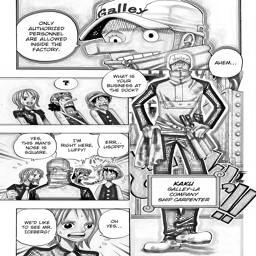 Galley
ONLY
AUTHORIZED
PERSONNEL
ARE ALLOWED
INSIDE THE
FACTORY.
AHEM...
?
WHAT IS
YOUR
BUSINESS AT
THE DOCK?
YES,
THIS MAN'S
NOSE IS
SQUARE.
I'M
RIGHT HERE,
LUFFY!
ERR...
USOPP?
KAKU
GALLEY-LA
COMPANY
SHIP CARPENTER
WE'D LIKE
TO SEE MR.
ICEBERG!
OH
YES...
!!